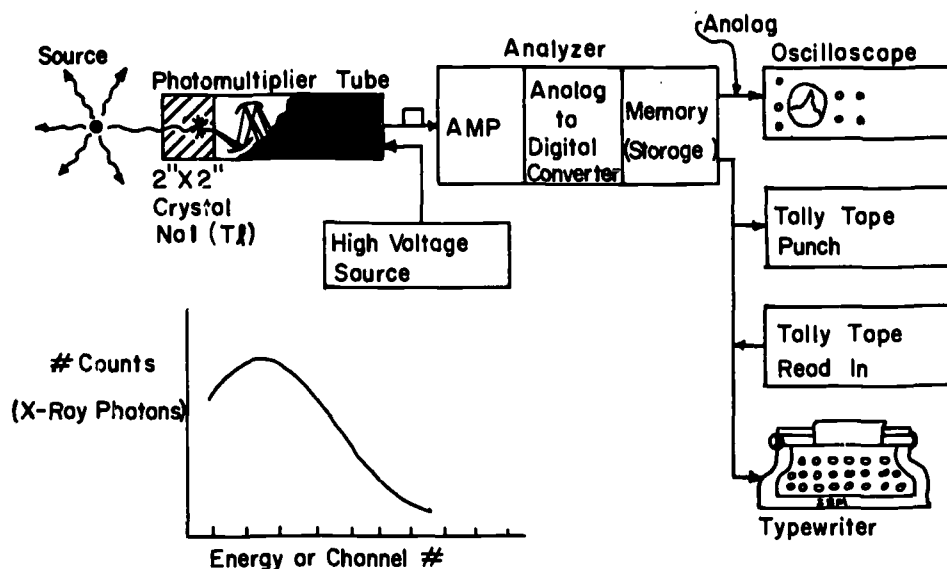 Source
Photomultiplier Tube
2"X2"
Crystal
NaI (Tl)
High Voltage
Source
Analyzer
AMP
Analog
to
Digital
Converter
Memory
(Storage)
Analog
Oscilloscope
Tally Tape
Punch
Tally Tape
Read In
IBM
Typewriter
# Counts
(X-Ray Photons)
Energy or Channel #